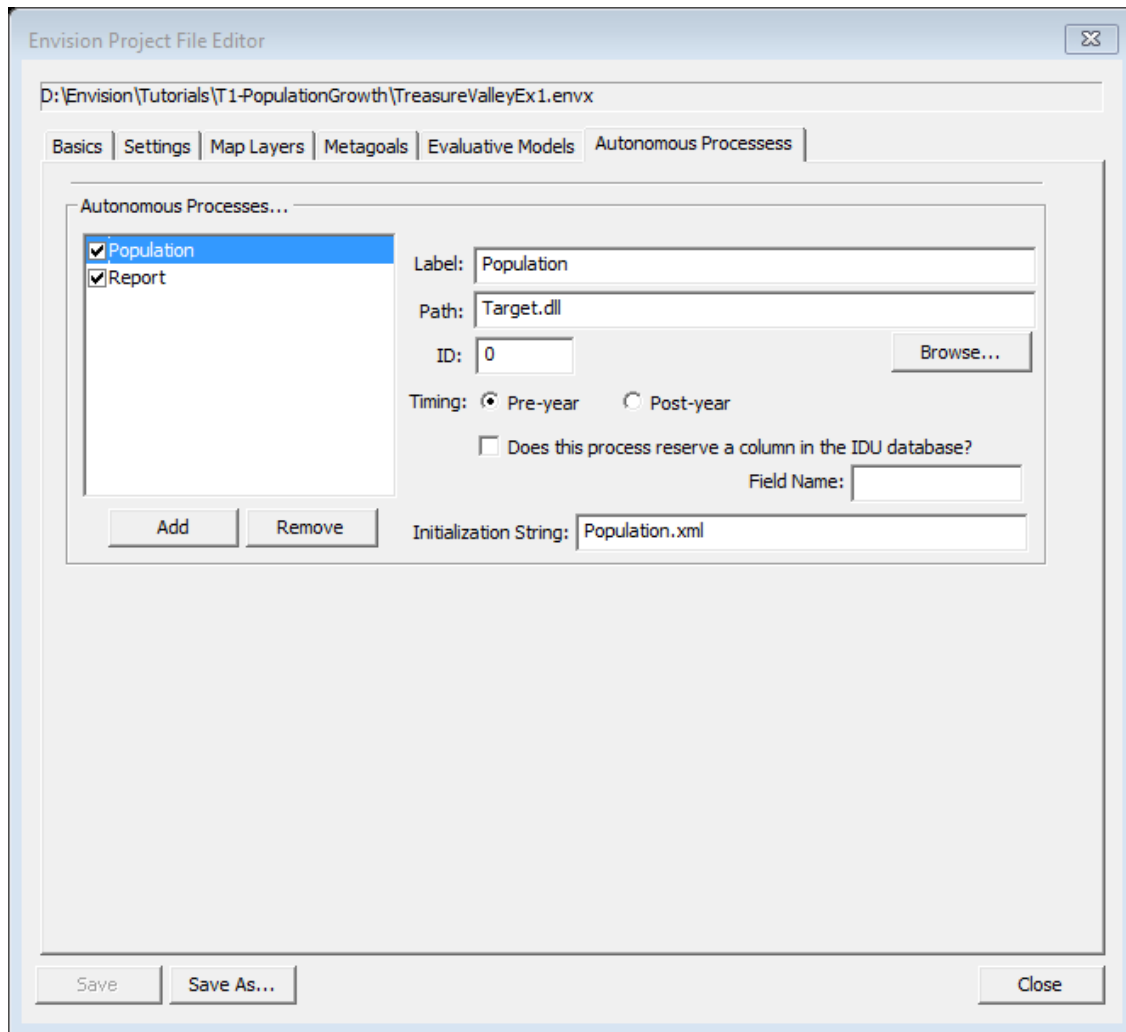 Envision Project File Editor
D:\Envision\Tutorials\T1-PopulationGrowth\TreasureValleyEx1.envx
Basics Settings Map Layers Metagoals Evaluative Models Autonomous Processess
Autonomous Processes...
Population
Report
Label: Population
Path: Target.dll
ID: 0
Browse...
Timing: Pre-year Post-year
Does this process reserve a column in the IDU database?
Field Name:
Add Remove
Initialization String: Population.xml
Save Save As... Close